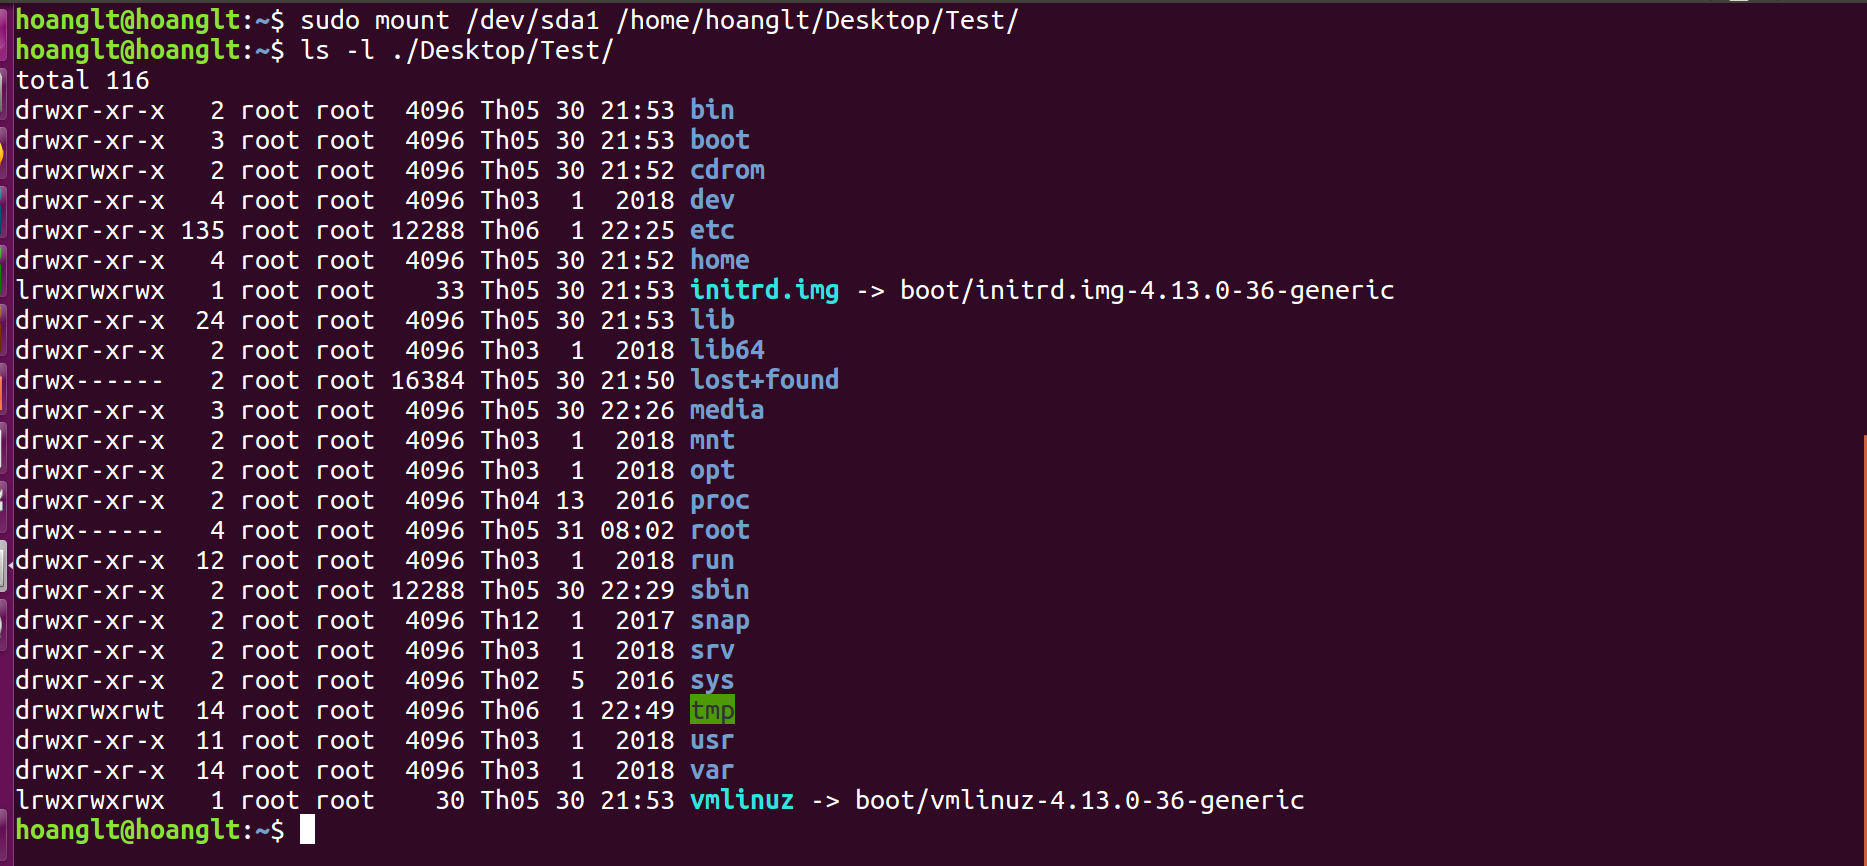 hoanglt@hoanglt:~$ sudo mount /dev/sda1 /home/hoanglt/Desktop/Test/
hoanglt@hoanglt:~$ ls -l ./Desktop/Test/
total 116
drwxr-xr-x   2 root root  4096 Th05 30 21:53 bin
drwxr-xr-x   3 root root  4096 Th05 30 21:53 boot
drwxrwxr-x   2 root root  4096 Th05 30 21:52 cdrom
drwxr-xr-x   4 root root  4096 Th03  1  2018 dev
drwxr-xr-x 135 root root 12288 Th06  1 22:25 etc
drwxr-xr-x   4 root root  4096 Th05 30 21:52 home
lrwxrwxrwx   1 root root    33 Th05 30 21:53 initrd.img -> boot/initrd.img-4.13.0-36-generic
drwxr-xr-x  24 root root  4096 Th05 30 21:53 lib
drwxr-xr-x   2 root root  4096 Th03  1  2018 lib64
drwx------   2 root root 16384 Th05 30 21:50 lost+found
drwxr-xr-x   3 root root  4096 Th05 30 22:26 media
drwxr-xr-x   2 root root  4096 Th03  1  2018 mnt
drwxr-xr-x   2 root root  4096 Th03  1  2018 opt
drwxr-xr-x   2 root root  4096 Th04 13  2016 proc
drwx------   4 root root  4096 Th05 31 08:02 root
drwxr-xr-x  12 root root  4096 Th03  1  2018 run
drwxr-xr-x   2 root root 12288 Th05 30 22:29 sbin
drwxr-xr-x   2 root root  4096 Th12  1  2017 snap
drwxr-xr-x   2 root root  4096 Th03  1  2018 srv
drwxr-xr-x   2 root root  4096 Th02  5  2016 sys
drwxrwxrwt  14 root root  4096 Th06  1 22:49 tmp
drwxr-xr-x  11 root root  4096 Th03  1  2018 usr
drwxr-xr-x  14 root root  4096 Th03  1  2018 var
lrwxrwxrwx   1 root root    30 Th05 30 21:53 vmlinuz -> boot/vmlinuz-4.13.0-36-generic
hoanglt@hoanglt:~$